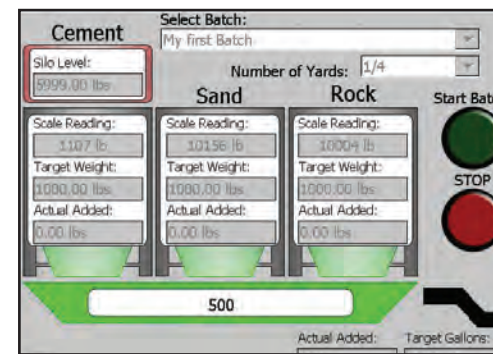 Cement
Select Batch:
My first Batch
Silo Level:
5999.00 lbs
Number of Yards: 1/4
Sand
Rock
Start Bat
Scale Reading:
1107 lb
Target Weight:
1000.00 lbs
Actual Added:
0.00 lbs
Scale Reading:
10156 lb
Target Weight:
1000.00 lbs
Actual Added:
0.00 lbs
Scale Reading:
10004 lb
Target Weight:
1000.00 lbs
Actual Added:
0.00 lbs
STOP
500
Actual Added:
Target Gallons: